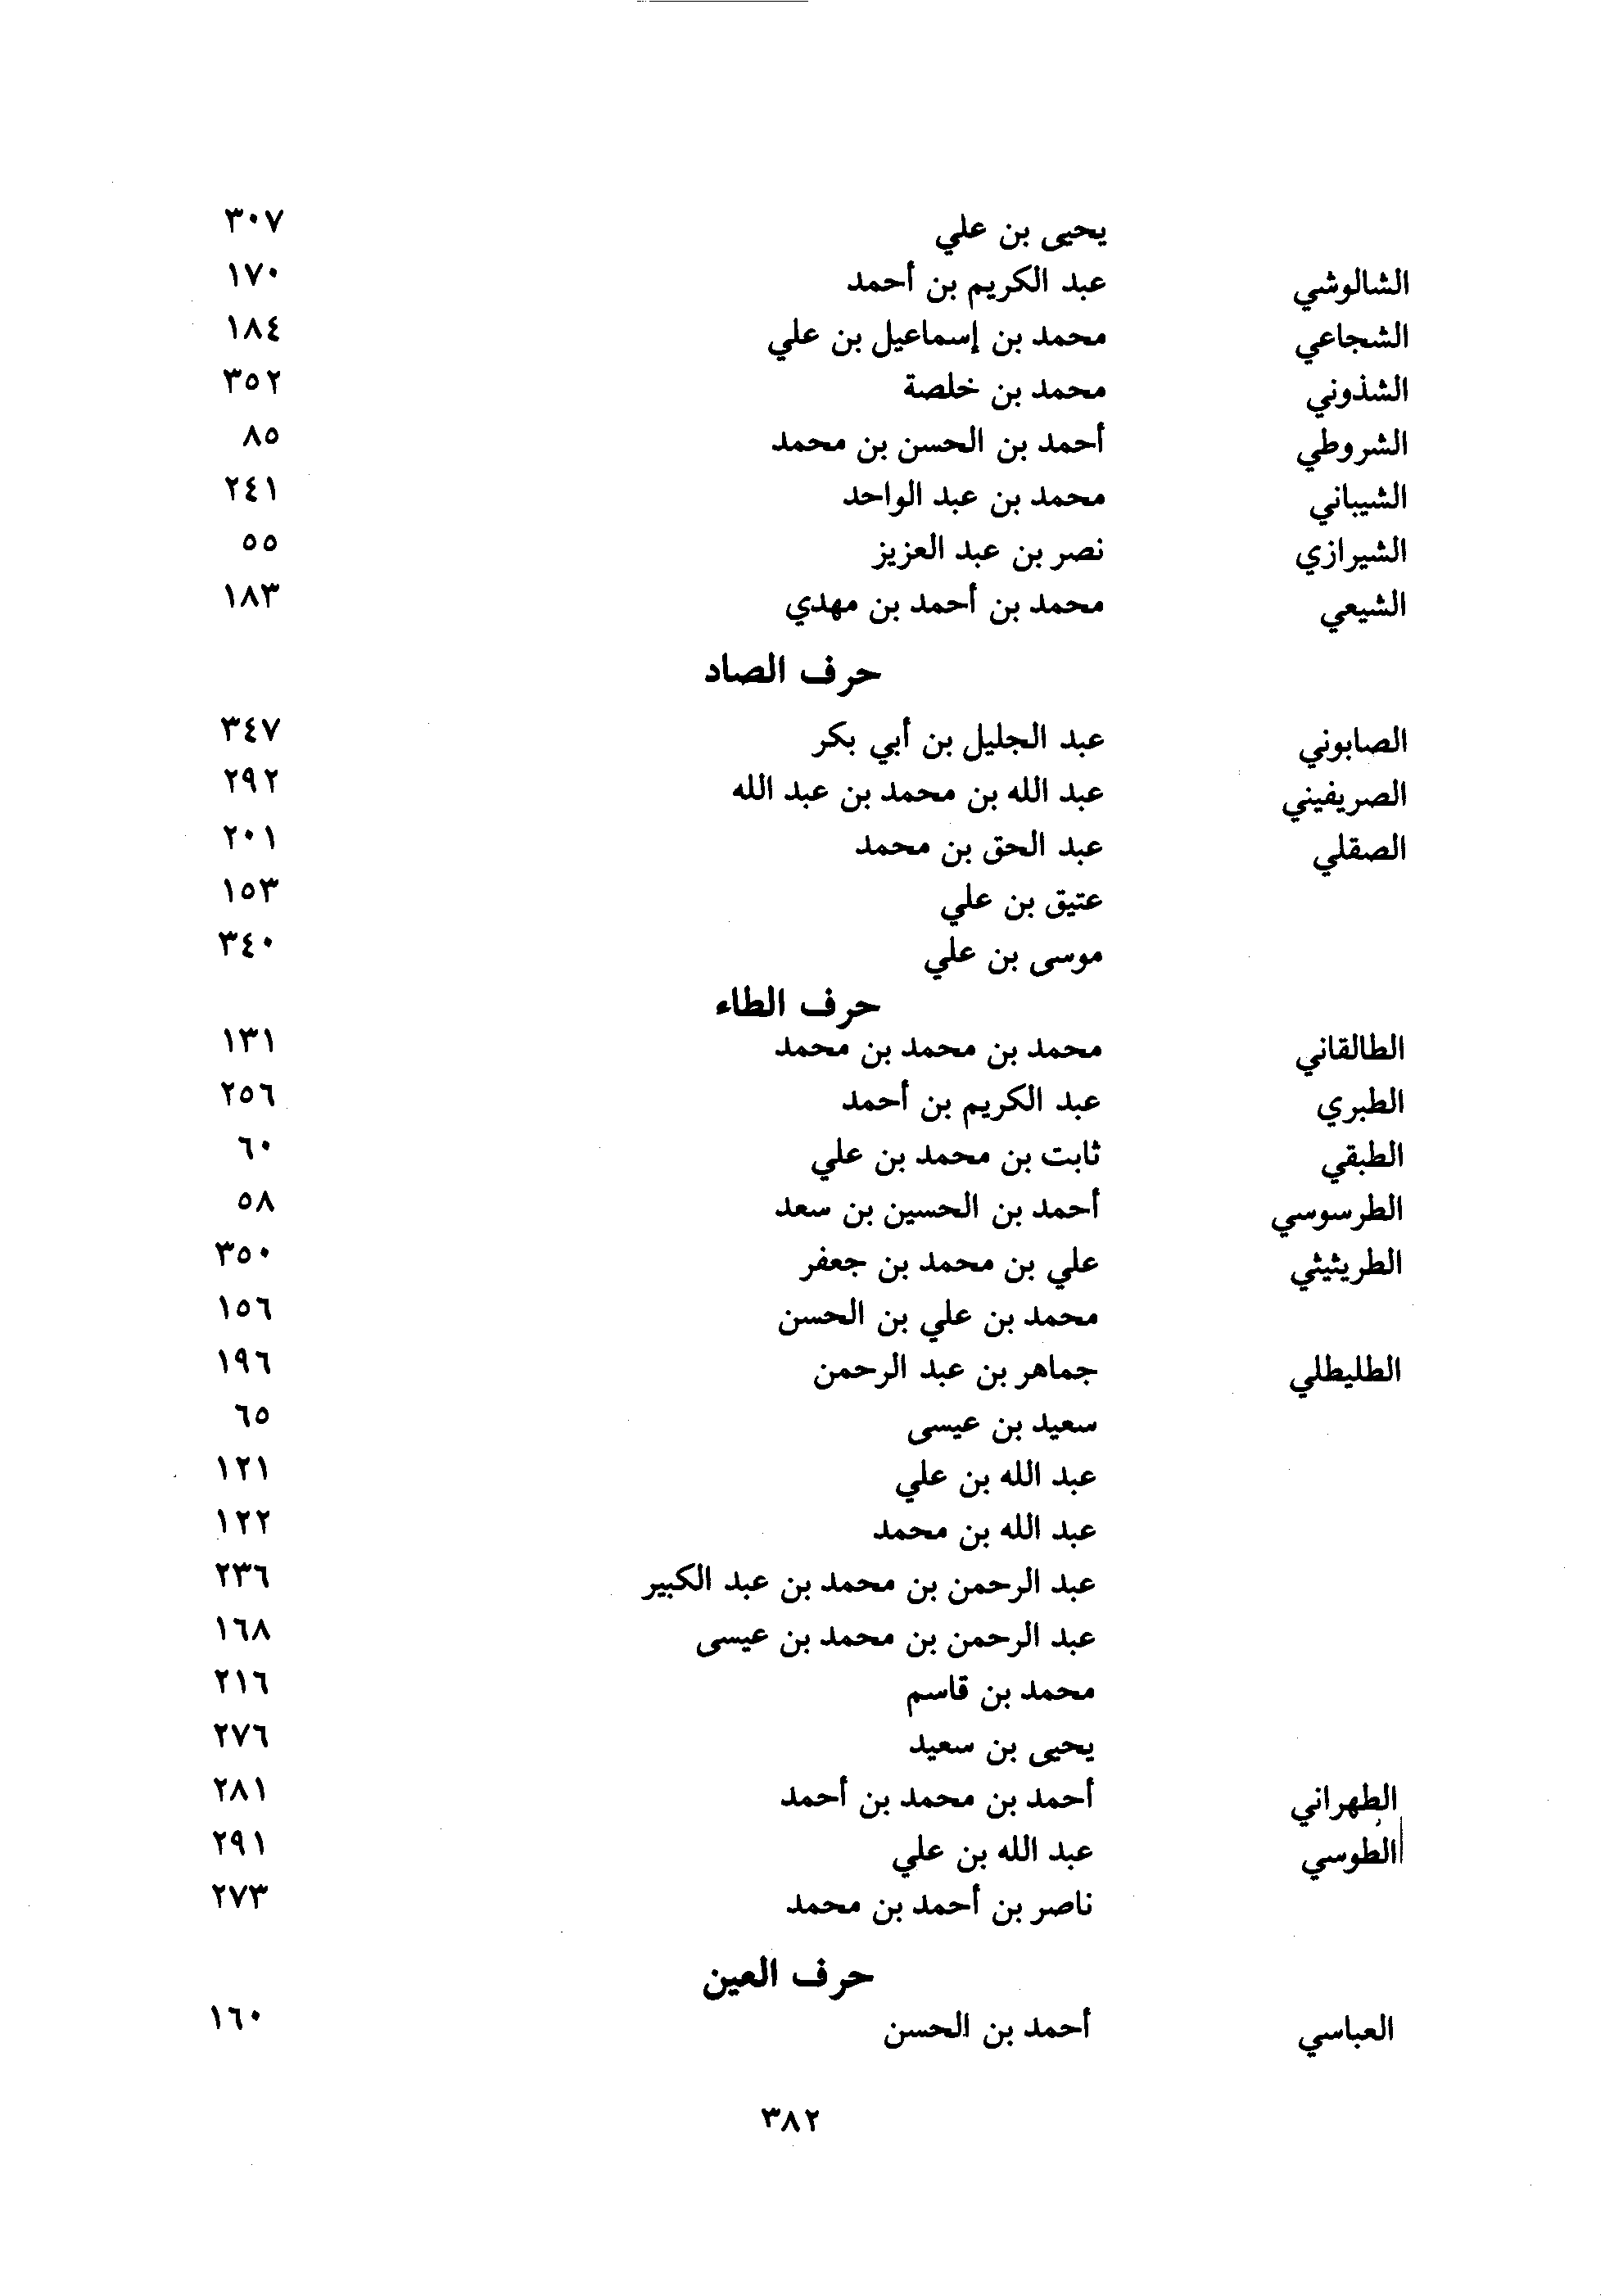 يحيى بن علي ٣٠٧
الشالوشي عبد الكريم بن أحمد ١٧٠
الشجاعي محمد بن إسماعيل بن علي ١٨٤
الشذوني محمد بن خلصة ٣٥٢
الشروطي أحمد بن الحسن بن محمد ٨٥
الشيباني محمد بن عبد الواحد ٢٤١
الشيرازي نصر بن عبد العزيز ٥٥
الشيعي محمد بن أحمد بن مهدي ١٨٣
حرف الصاد
الصابوني عبد الجليل بن أبي بكر ٣٤٧
الصريفيني عبد الله بن محمد بن عبد الله ٢٩٢
الصقلي عبد الحق بن محمد ٢٠١
عتيق بن علي ١٥٣
موسى بن علي ٣٤٠
حرف الطاء
الطالقاني محمد بن محمد بن محمد ١٣١
الطبري عبد الكريم بن أحمد ٢٥٦
الطبقي ثابت بن محمد بن علي ٦٠
الطرسوسي أحمد بن الحسين بن سعد ٥٨
الطريثيثي علي بن محمد بن جعفر ٣٥٠
محمد بن علي بن الحسن ١٥٦
الطليطلي جماهر بن عبد الرحمن ١٩٦
سعيد بن عيسى ٦٥
عبد الله بن علي ١٢١
عبد الله بن محمد ١٢٢
عبد الرحمن بن محمد بن عبد الكبير ٢٣٦
عبد الرحمن بن محمد بن عيسى ١٦٨
محمد بن قاسم ٢١٦
يحيى بن سعيد ٢٧٦
الطهراني أحمد بن محمد بن أحمد ٢٨١
الطوسي عبد الله بن علي ٢٩١
ناصر بن أحمد بن محمد ٢٧٣
حرف العين
العباسي أحمد بن الحسن ١٦٠
٣٨٢